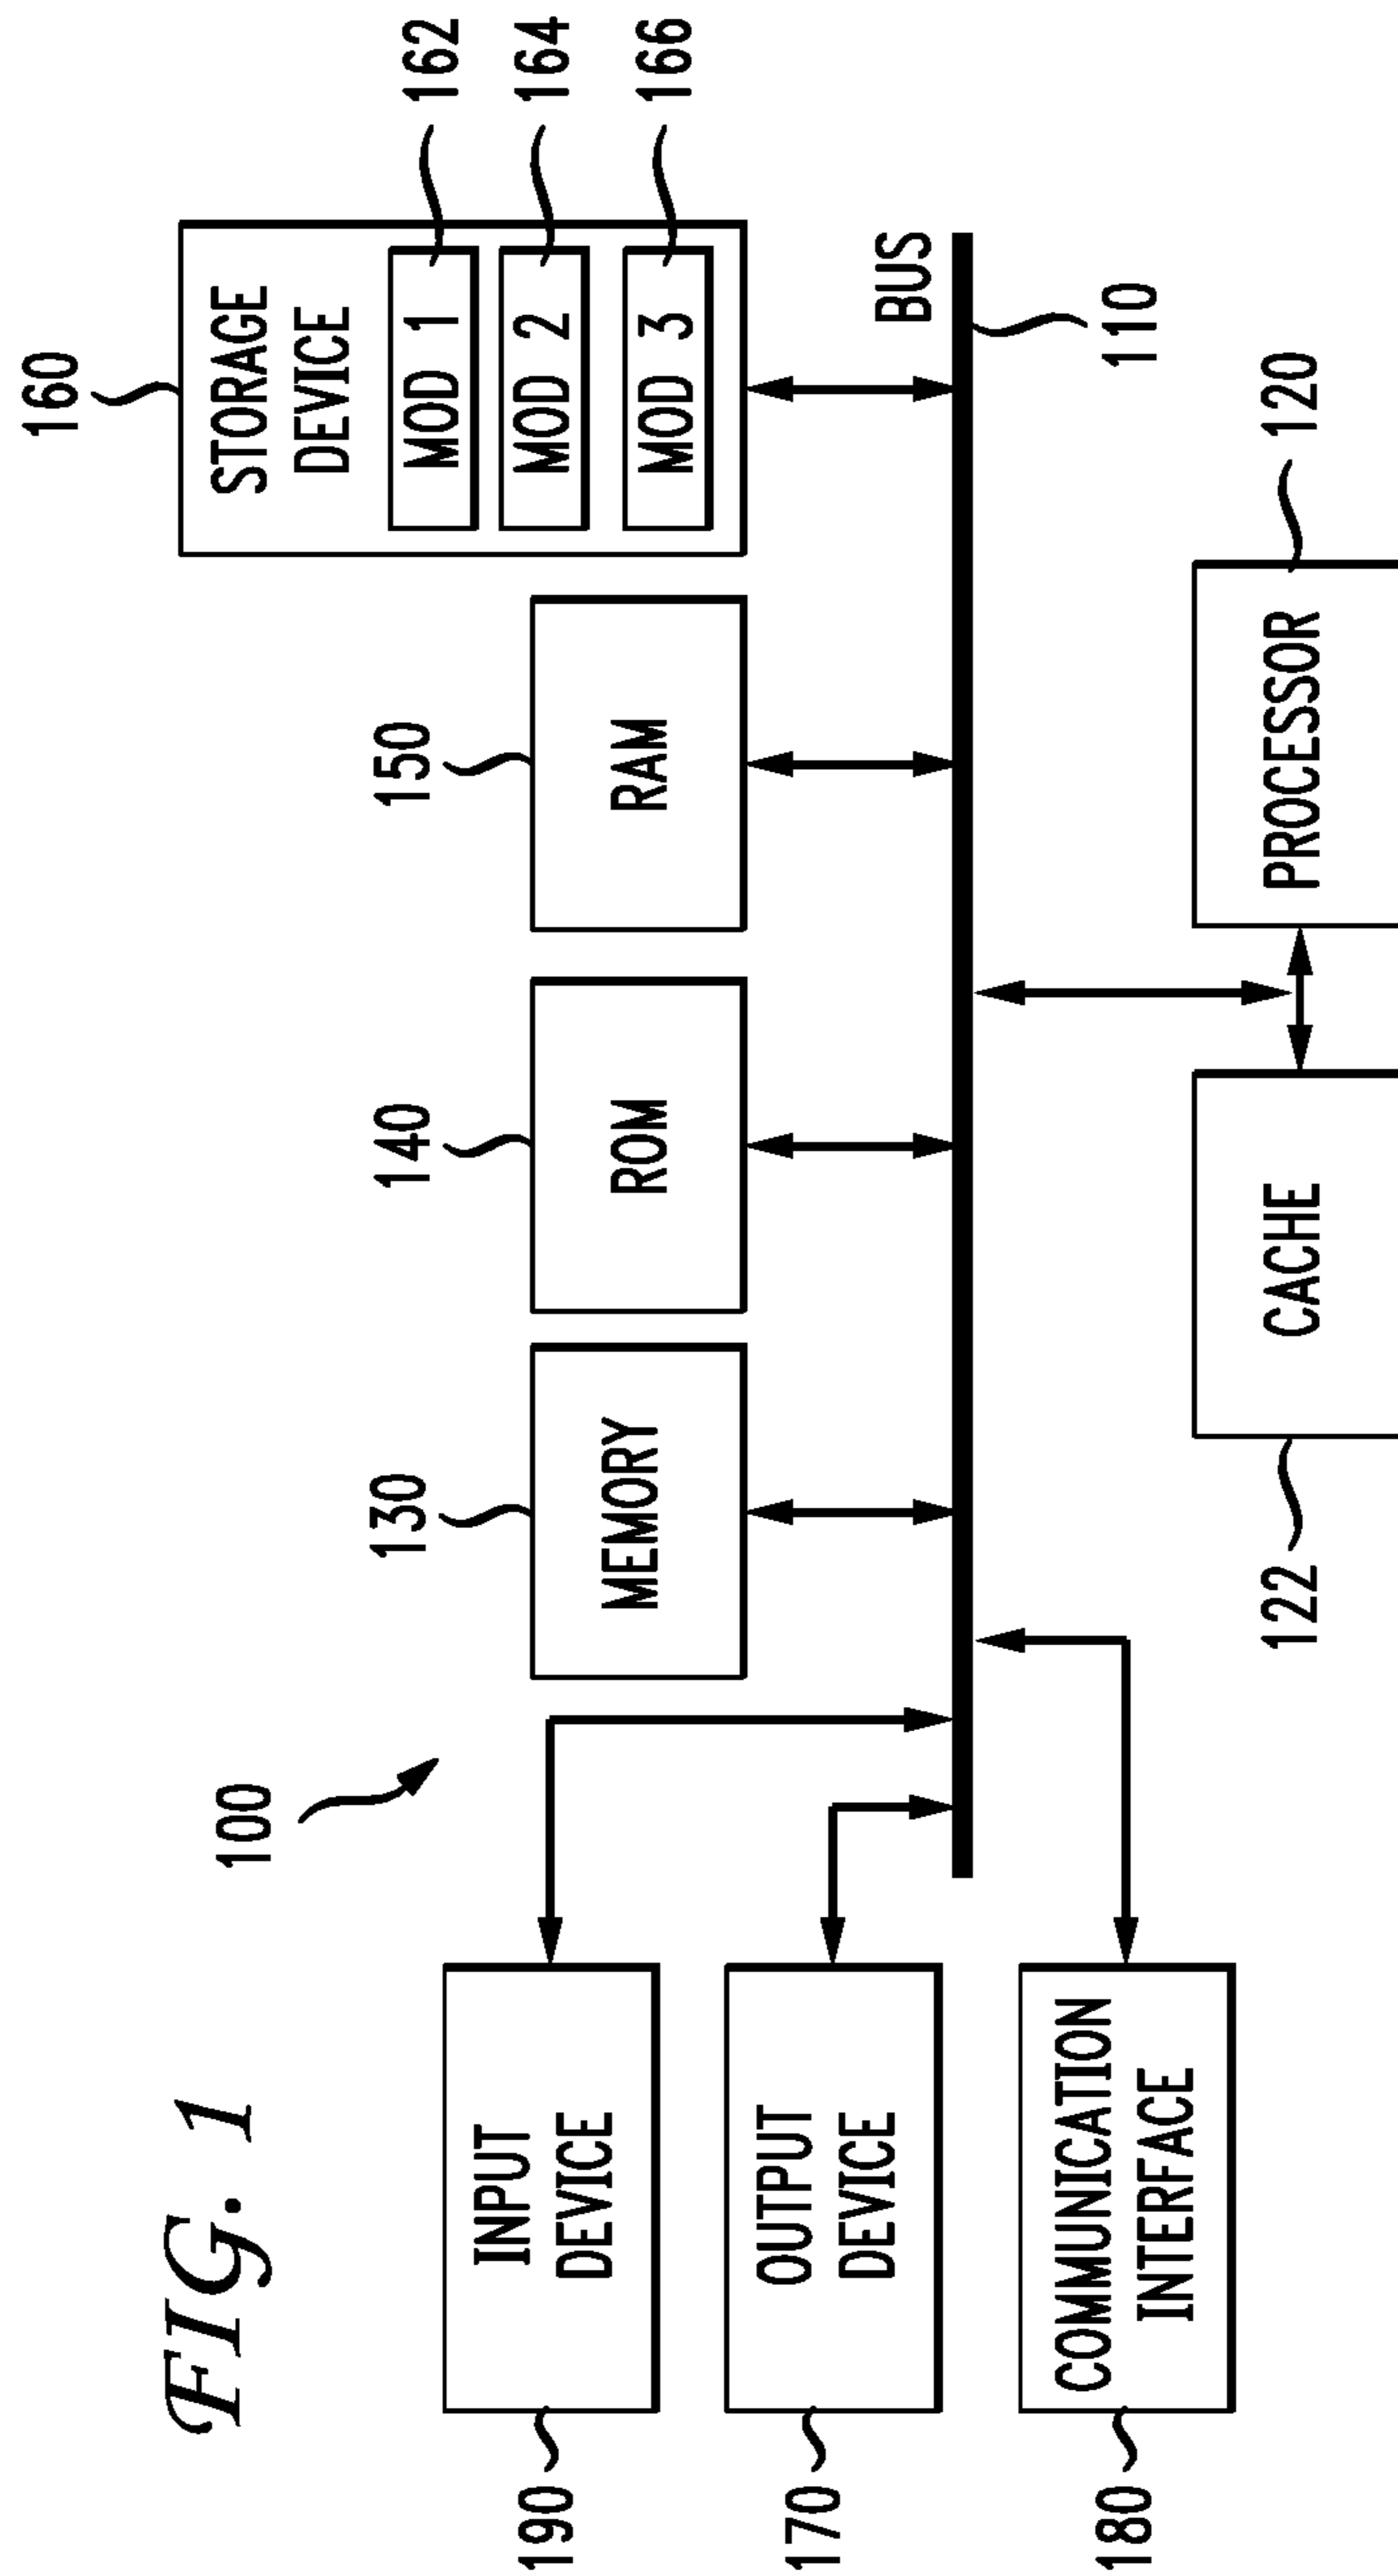 FIG. 1
100
160
STORAGE
DEVICE
MOD 1
162
MOD 2
164
MOD 3
166
130
MEMORY
140
ROM
150
RAM
190
INPUT
DEVICE
170
OUTPUT
DEVICE
180
COMMUNICATION
INTERFACE
BUS
110
122
CACHE
PROCESSOR
120